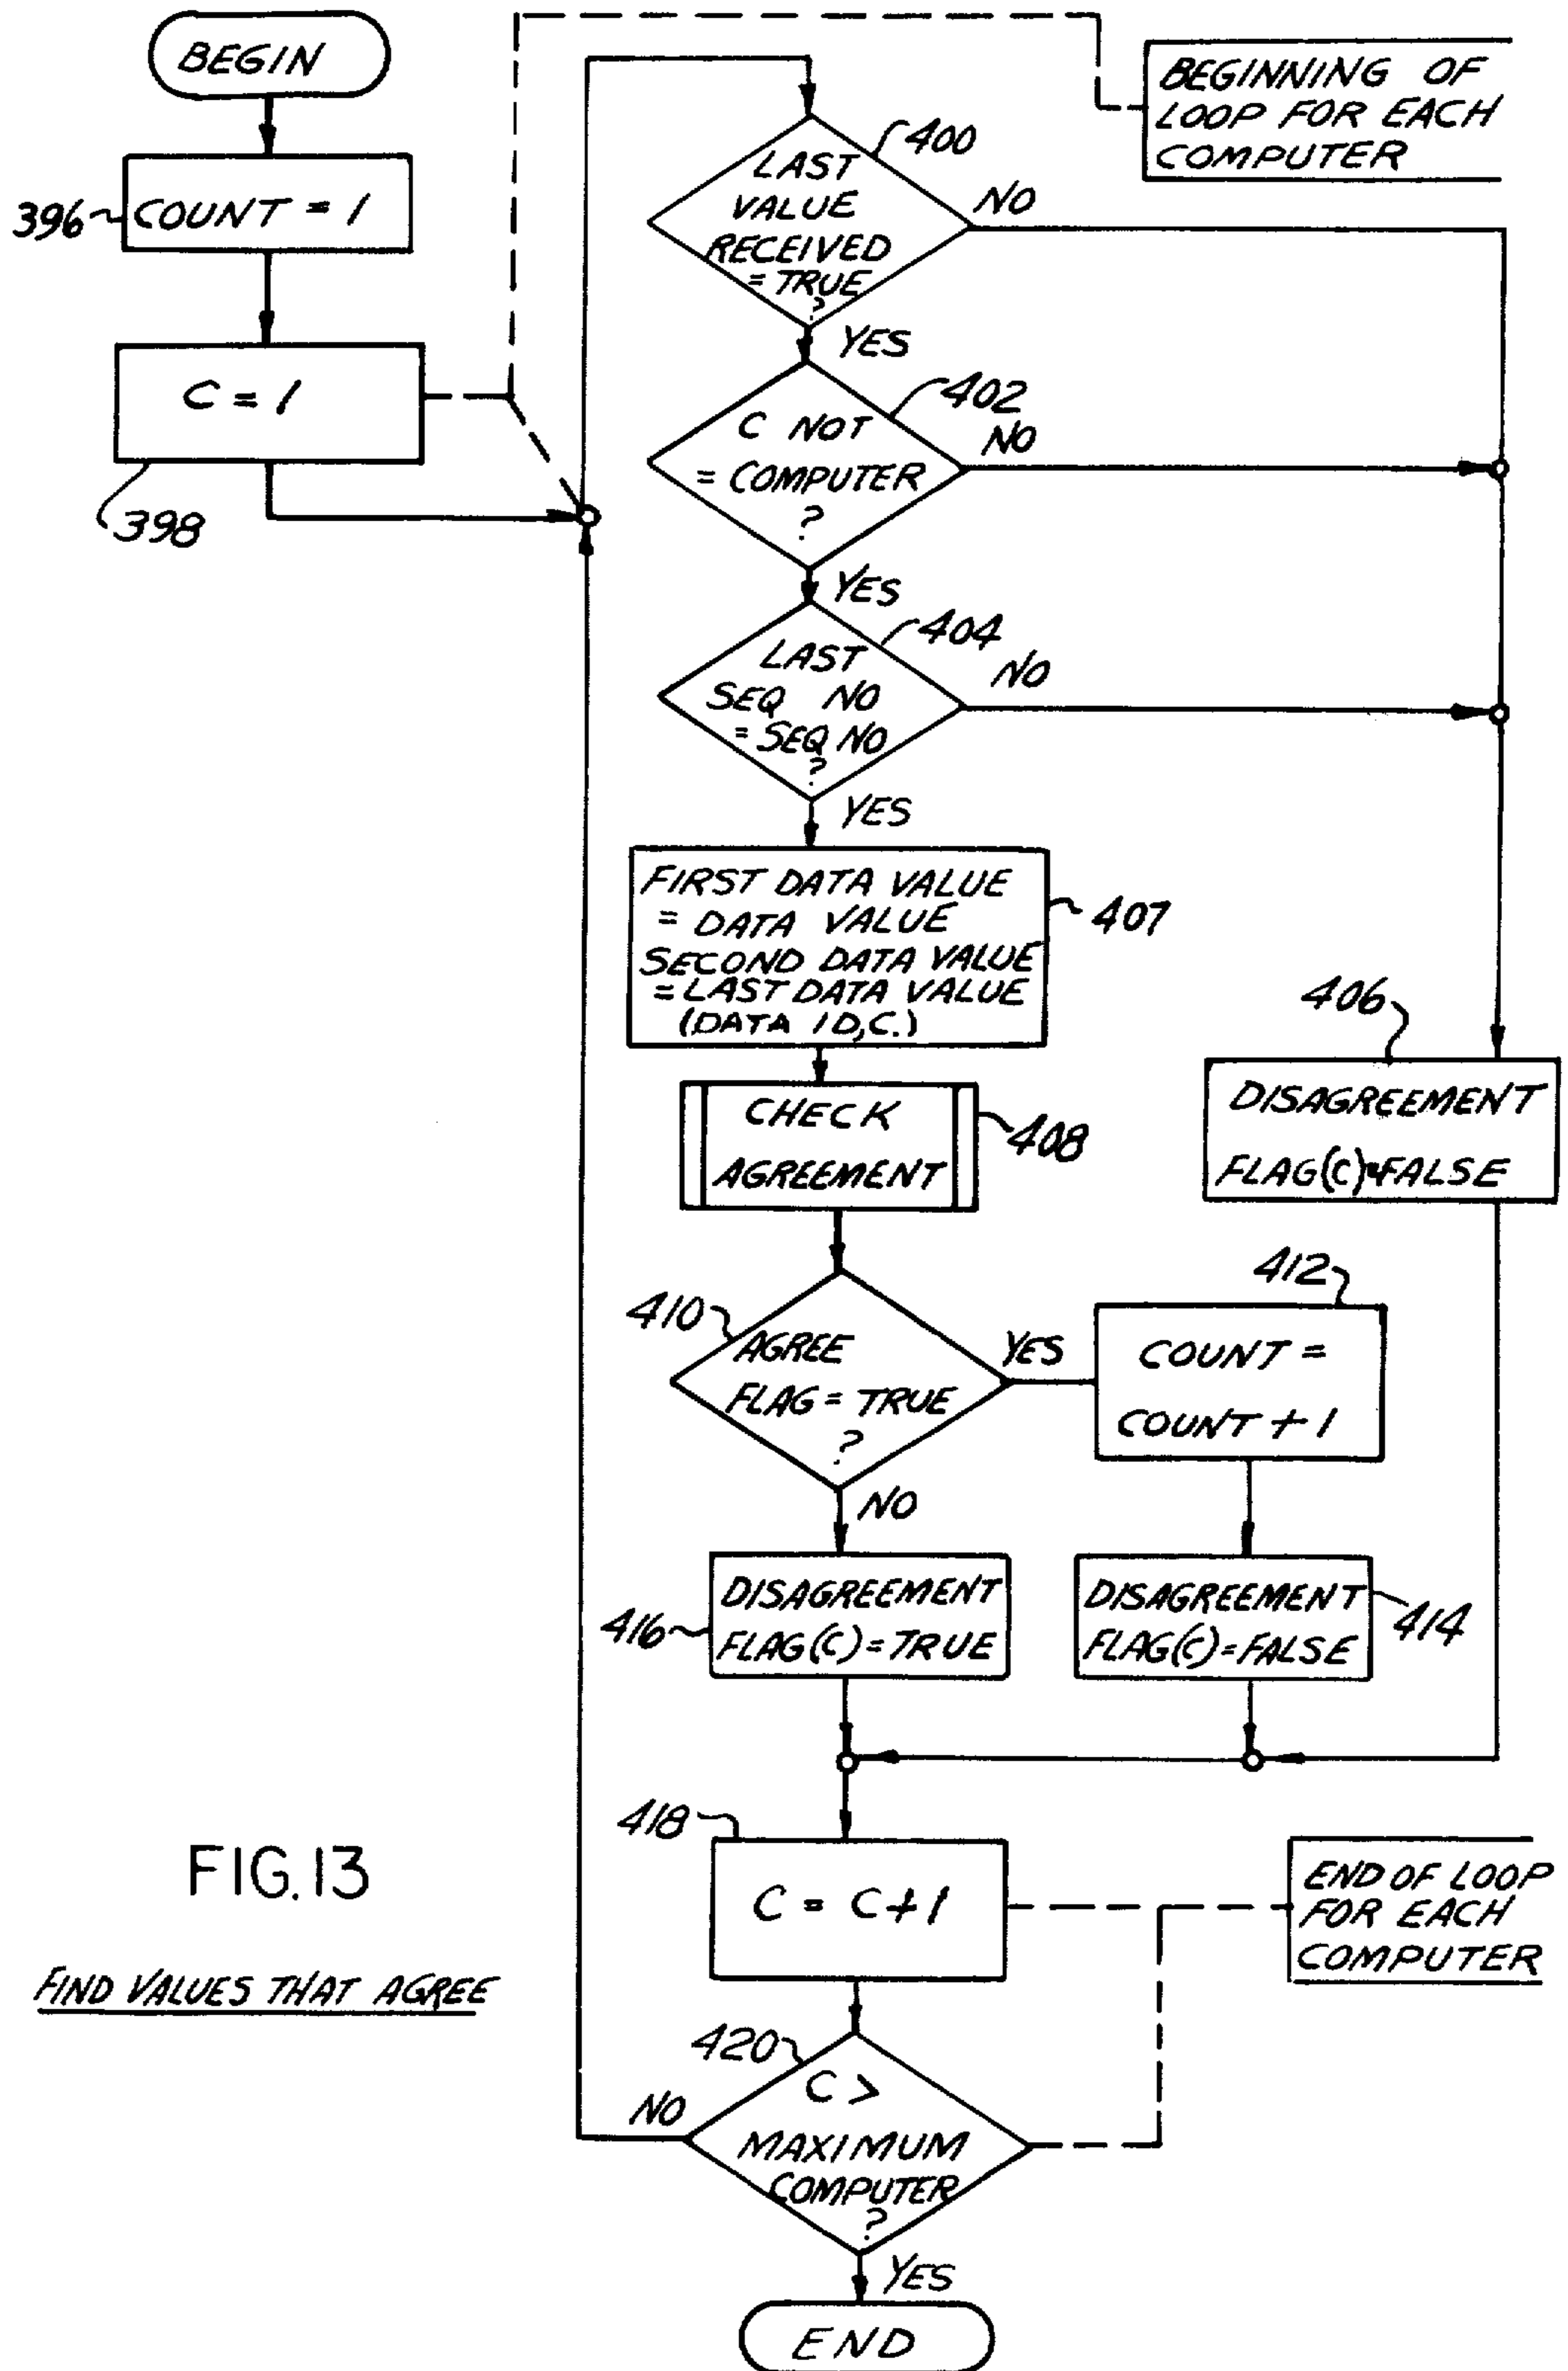 BEGIN
396
COUNT = 1
C = 1
398
BEGINNING OF
LOOP FOR EACH
COMPUTER
400
LAST
VALUE
RECEIVED
= TRUE
?
NO
YES
402
C NOT
= COMPUTER
?
NO
YES
404
LAST
SEQ NO
= SEQ NO
?
NO
YES
FIRST DATA VALUE
= DATA VALUE
SECOND DATA VALUE
= LAST DATA VALUE
(DATA ID,C.)
407
406
DISAGREEMENT
FLAG(C)=FALSE
CHECK
AGREEMENT
408
410
AGREE
FLAG = TRUE
?
YES
NO
412
COUNT =
COUNT + 1
416
DISAGREEMENT
FLAG(C)=TRUE
DISAGREEMENT
FLAG(C)=FALSE
414
418
C = C+1
END OF LOOP
FOR EACH
COMPUTER
FIG.13
FIND VALUES THAT AGREE
420
C >
MAXIMUM
COMPUTER
?
NO
YES
END